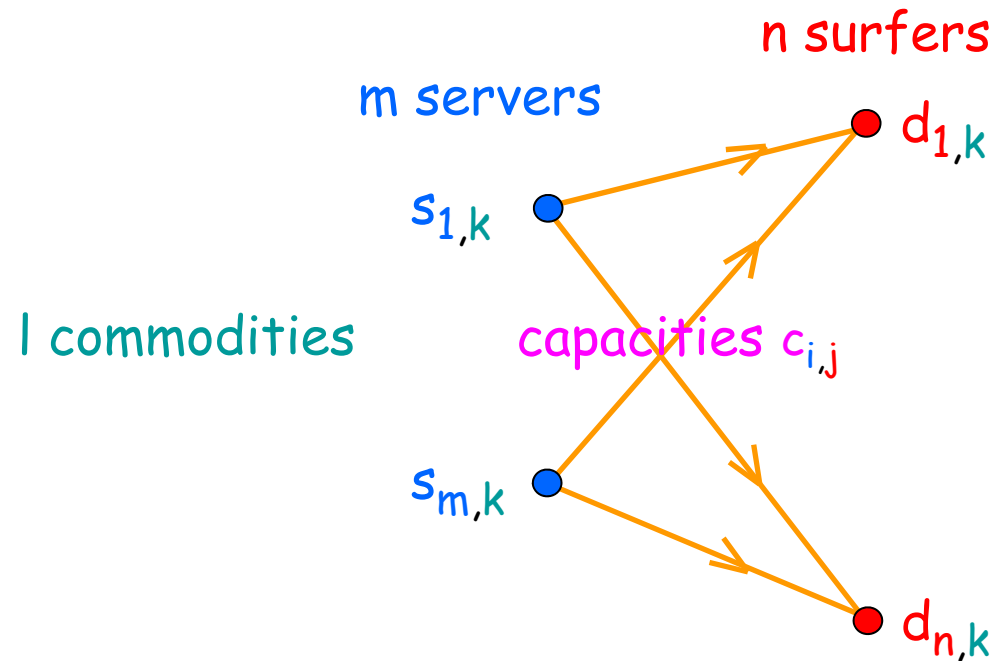 n surfers
m servers
d1,k
s1,k
l commodities
capacities ci,j
sm,k
dn,k